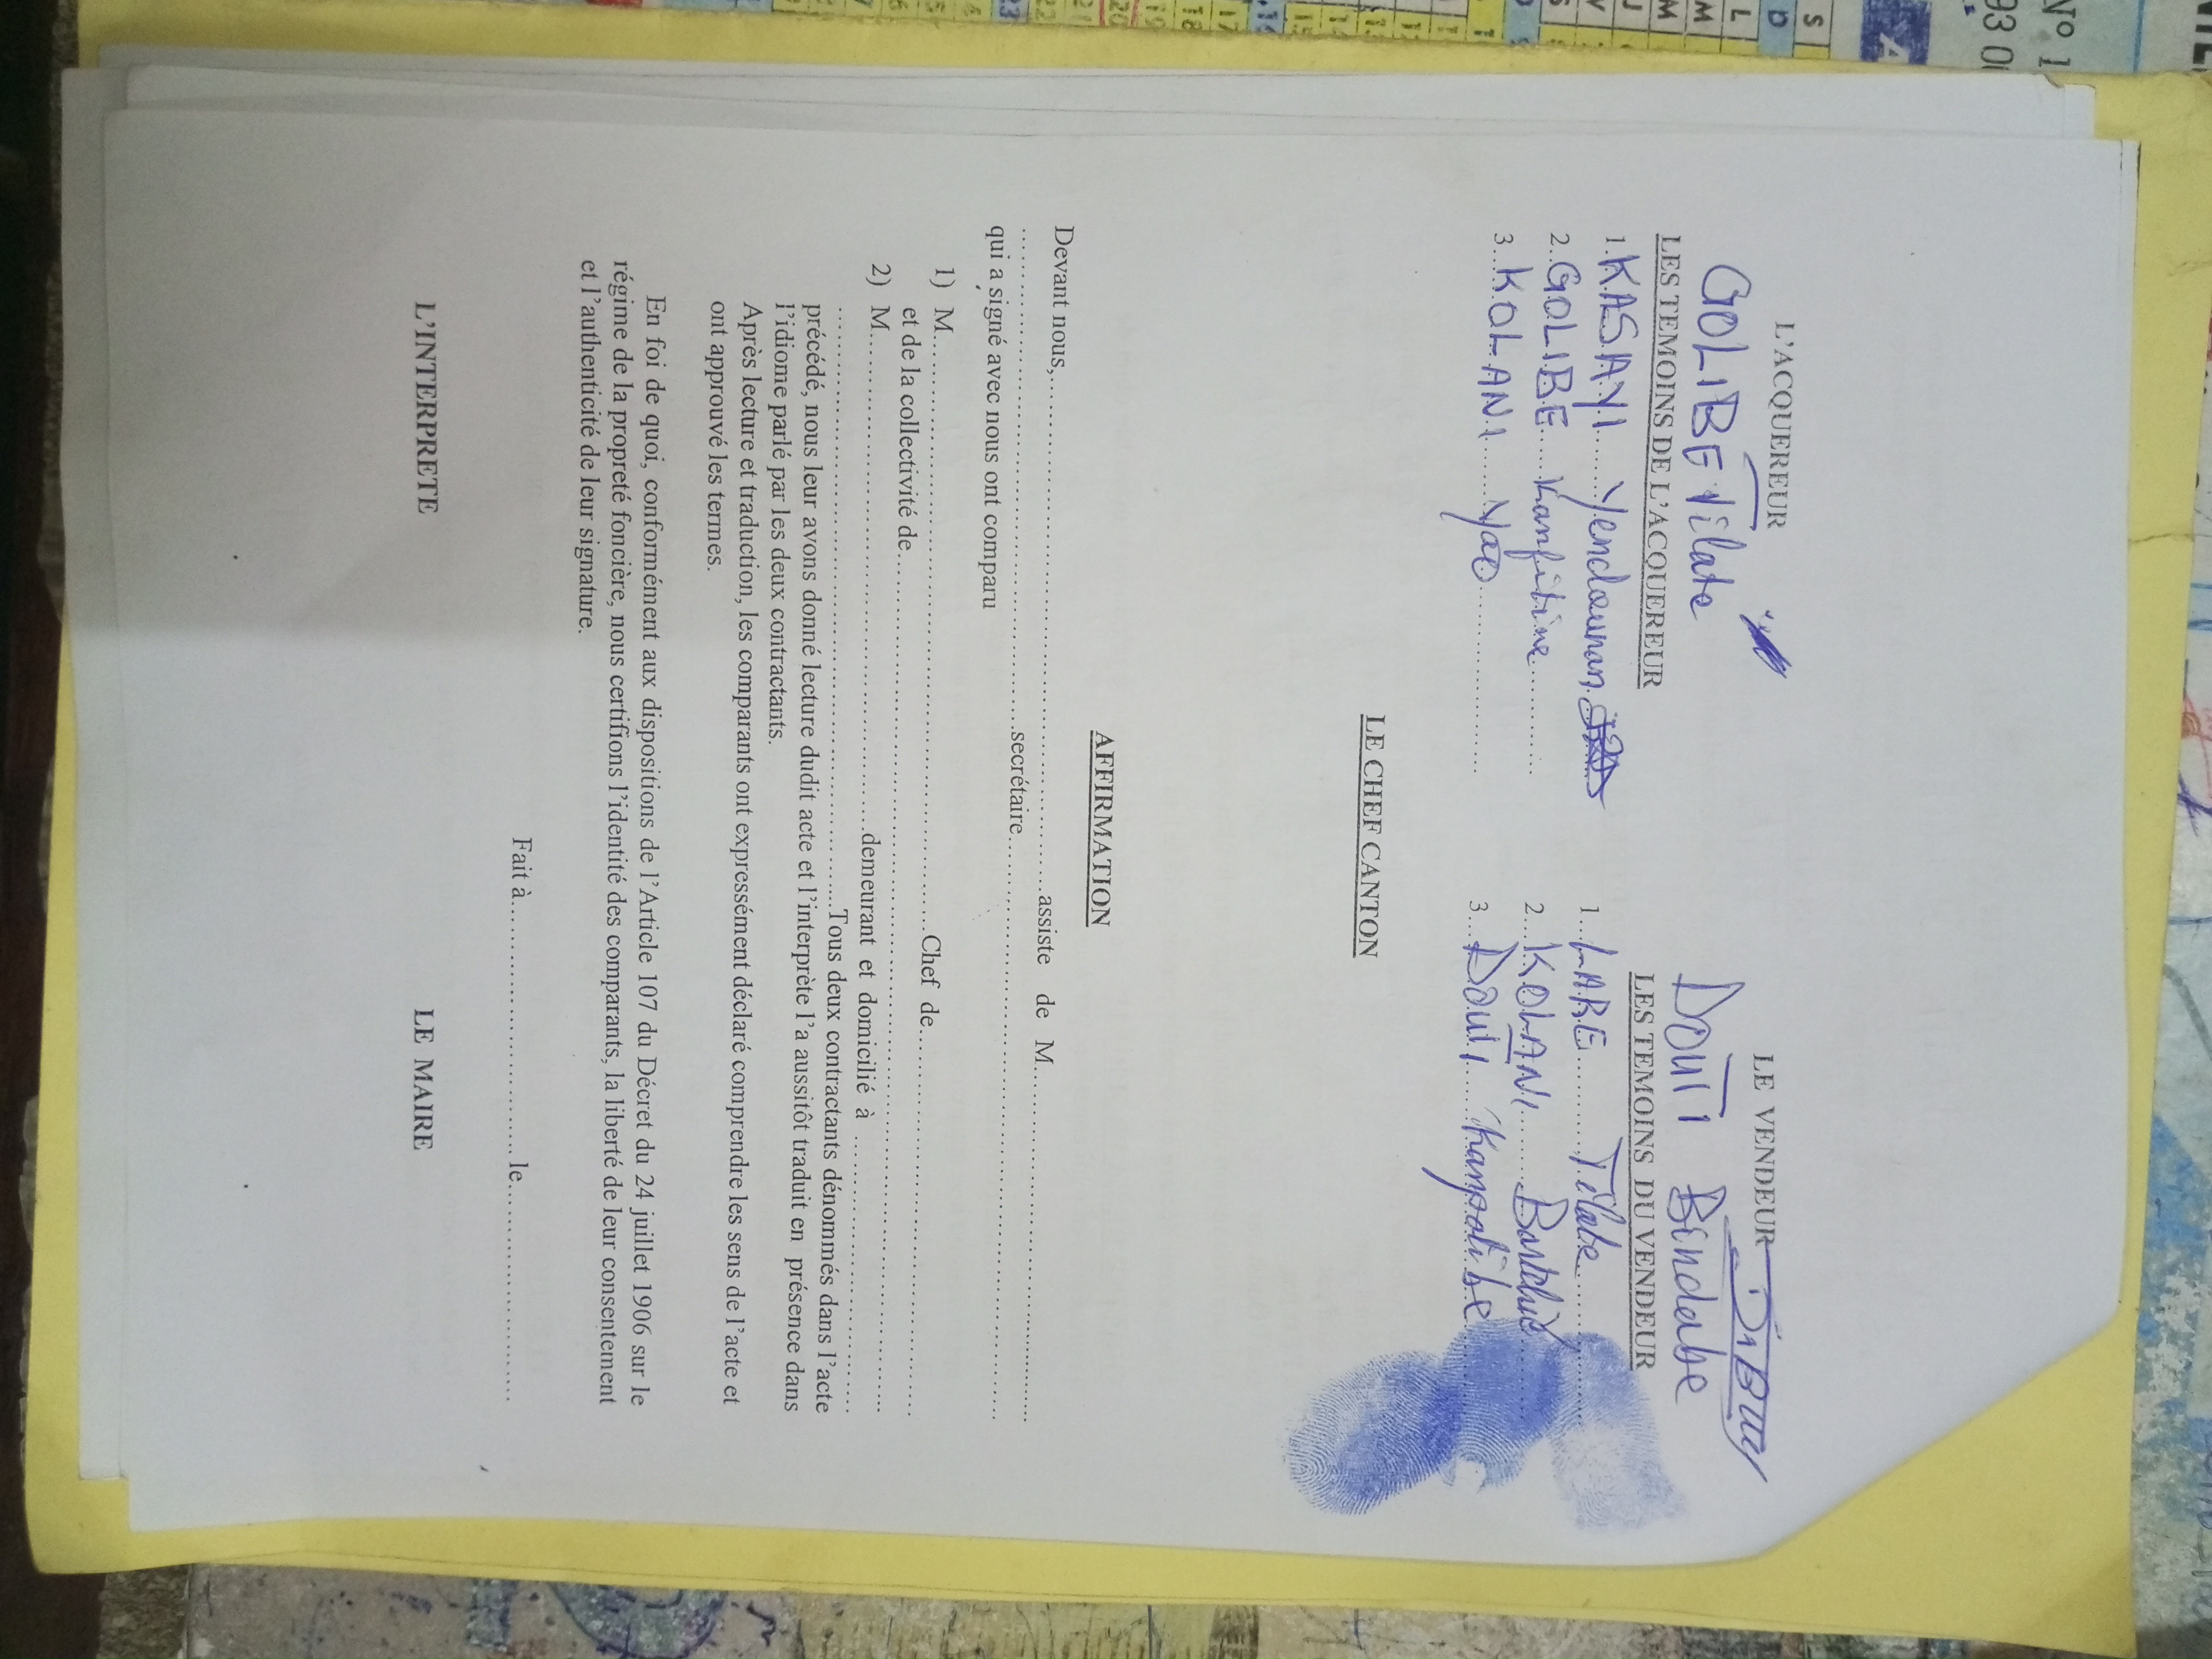 L'ACQUEREUR
GOLIBE Tilate
LES TEMOINS DE L'ACQUEREUR
1. KASAYI Yendouman
2. GOLIBE Kanfitine
3. KOLANI Yao
LE VENDEUR
DOUTI Bindabe
LES TEMOINS DU VENDEUR
1. LARE Tilate
2. KOLANI
3. Douti Kampatibe
LE CHEF CANTON
AFFIRMATION
Devant nous,..........assiste de M..........
..........secrétaire..........
qui a signé avec nous ont comparu
1) M..........Chef de..........
et de la collectivité de..........
2) M..........demeurant et domicilié à ..........
..........Tous deux contractants dénommés dans l'acte
précédé, nous leur avons donné lecture dudit acte et l'interprète l'a aussitôt traduit en présence dans
l'idiome parlé par les deux contractants.
Après lecture et traduction, les comparants ont expressément déclaré comprendre les sens de l'acte et
ont approuvé les termes.
En foi de quoi, conformément aux dispositions de l'Article 107 du Décret du 24 juillet 1906 sur le
régime de la propreté foncière, nous certifions l'identité des comparants, la liberté de leur consentement
et l'authenticité de leur signature.
Fait à.......... le..........
L'INTERPRETE
LE MAIRE